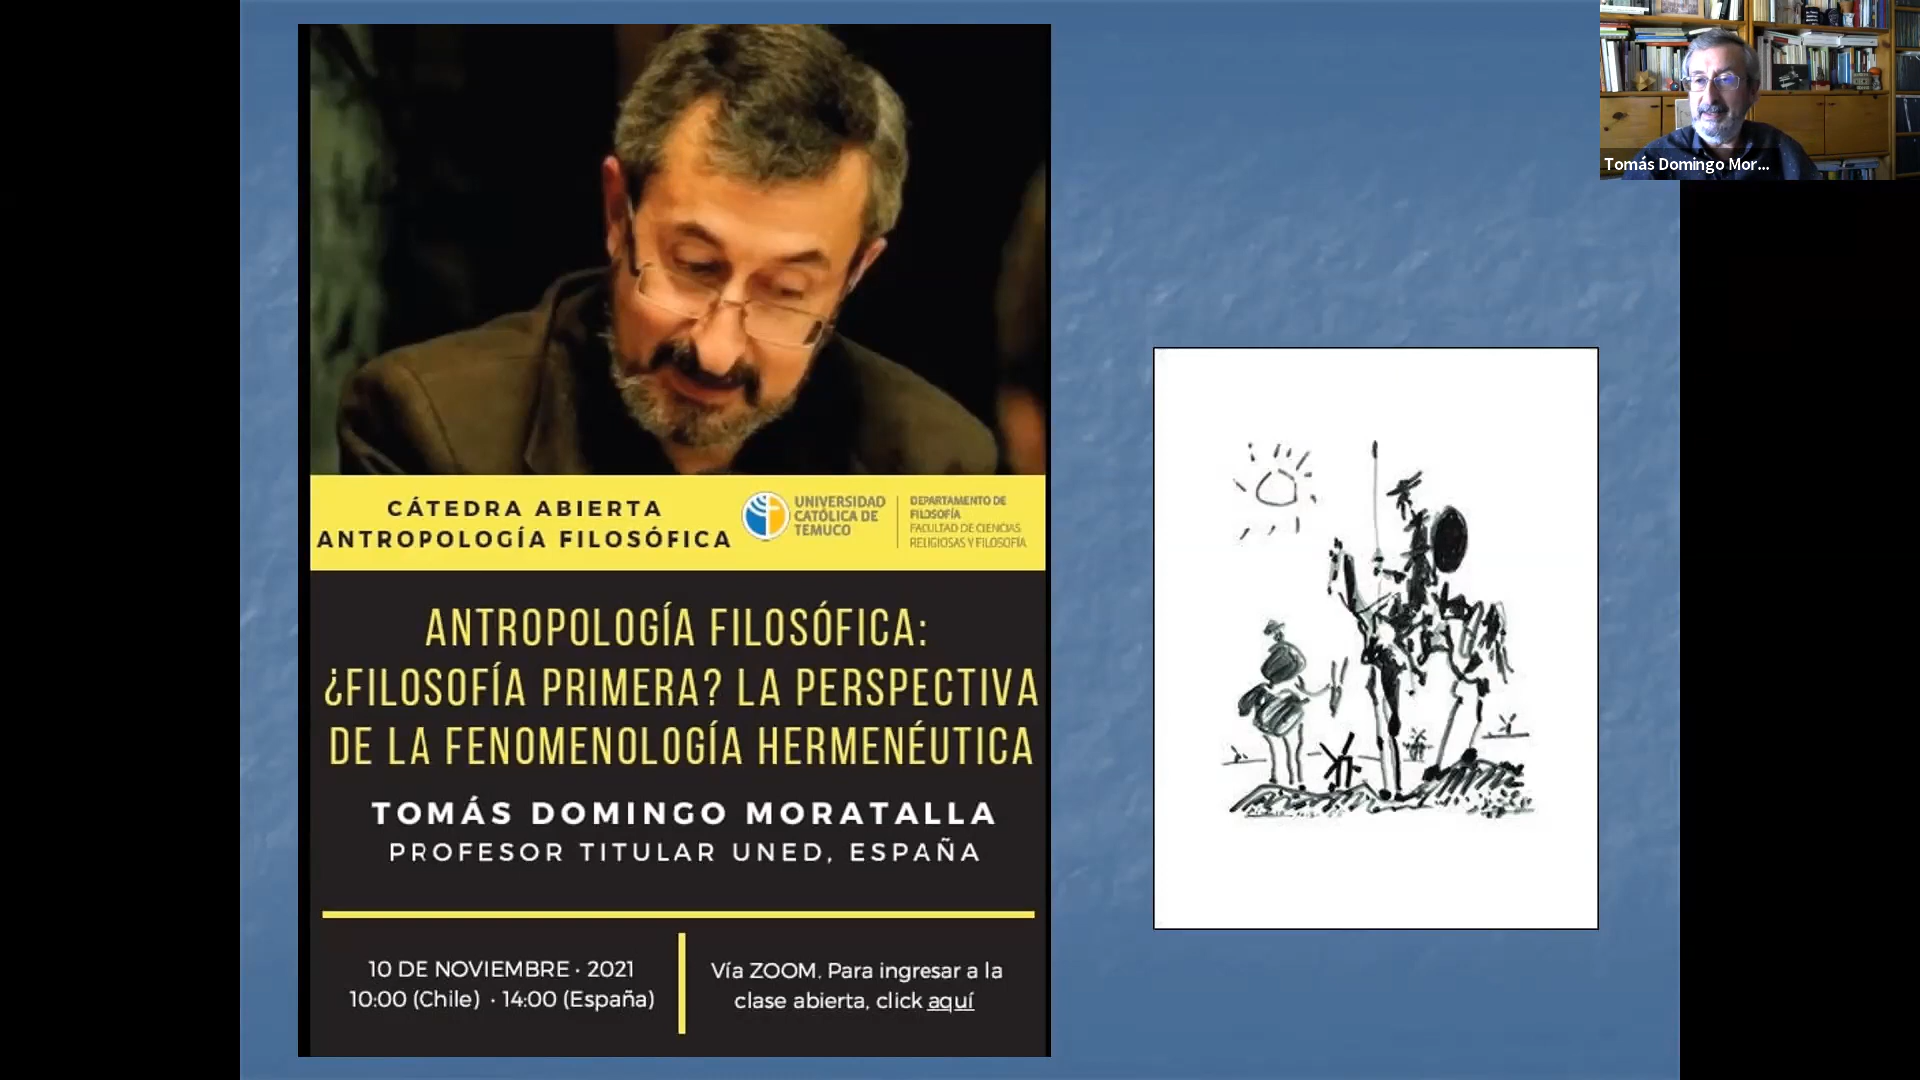 CÁTEDRA ABIERTA
ANTROPOLOGÍA FILOSÓFICA
UNIVERSIDAD
CATÓLICA DE
TEMUCO
DEPARTAMENTO DE
FILOSOFÍA
FACULTAD DE CIENCIAS
RELIGIOSAS Y FILOSOFÍA
ANTROPOLOGÍA FILOSÓFICA:
¿FILOSOFÍA PRIMERA? LA PERSPECTIVA
DE LA FENOMENOLOGÍA HERMENÉUTICA
TOMÁS DOMINGO MORATALLA
PROFESOR TITULAR UNED, ESPAÑA
10 DE NOVIEMBRE · 2021
10:00 (Chile) · 14:00 (España)
Vía ZOOM. Para ingresar a la
clase abierta, click aquí
Tomás Domingo Mor...